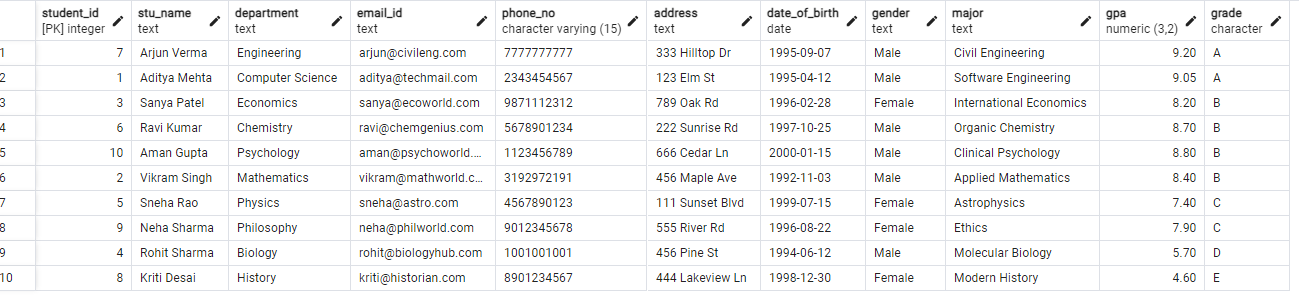 student_id stu_name department email_id phone_no address date_of_birth gender major gpa grade
[PK] integer text text text character varying (15) text date text text numeric (3,2) character
1 7 Arjun Verma Engineering arjun@civileng.com 7777777777 333 Hilltop Dr 1995-09-07 Male Civil Engineering 9.20 A
2 1 Aditya Mehta Computer Science aditya@techmail.com 2343454567 123 Elm St 1995-04-12 Male Software Engineering 9.05 A
3 3 Sanya Patel Economics sanya@ecoworld.com 9871112312 789 Oak Rd 1996-02-28 Female International Economics 8.20 B
4 6 Ravi Kumar Chemistry ravi@chemgenius.com 5678901234 222 Sunrise Rd 1997-10-25 Male Organic Chemistry 8.70 B
5 10 Aman Gupta Psychology aman@psychoworld.... 1123456789 666 Cedar Ln 2000-01-15 Male Clinical Psychology 8.80 B
6 2 Vikram Singh Mathematics vikram@mathworld.c... 3192972191 456 Maple Ave 1992-11-03 Male Applied Mathematics 8.40 B
7 5 Sneha Rao Physics sneha@astro.com 4567890123 111 Sunset Blvd 1999-07-15 Female Astrophysics 7.40 C
8 9 Neha Sharma Philosophy neha@philworld.com 9012345678 555 River Rd 1996-08-22 Female Ethics 7.90 C
9 4 Rohit Sharma Biology rohit@biologyhub.com 1001001001 456 Pine St 1994-06-12 Male Molecular Biology 5.70 D
10 8 Kriti Desai History kriti@historian.com 8901234567 444 Lakeview Ln 1998-12-30 Female Modern History 4.60 E